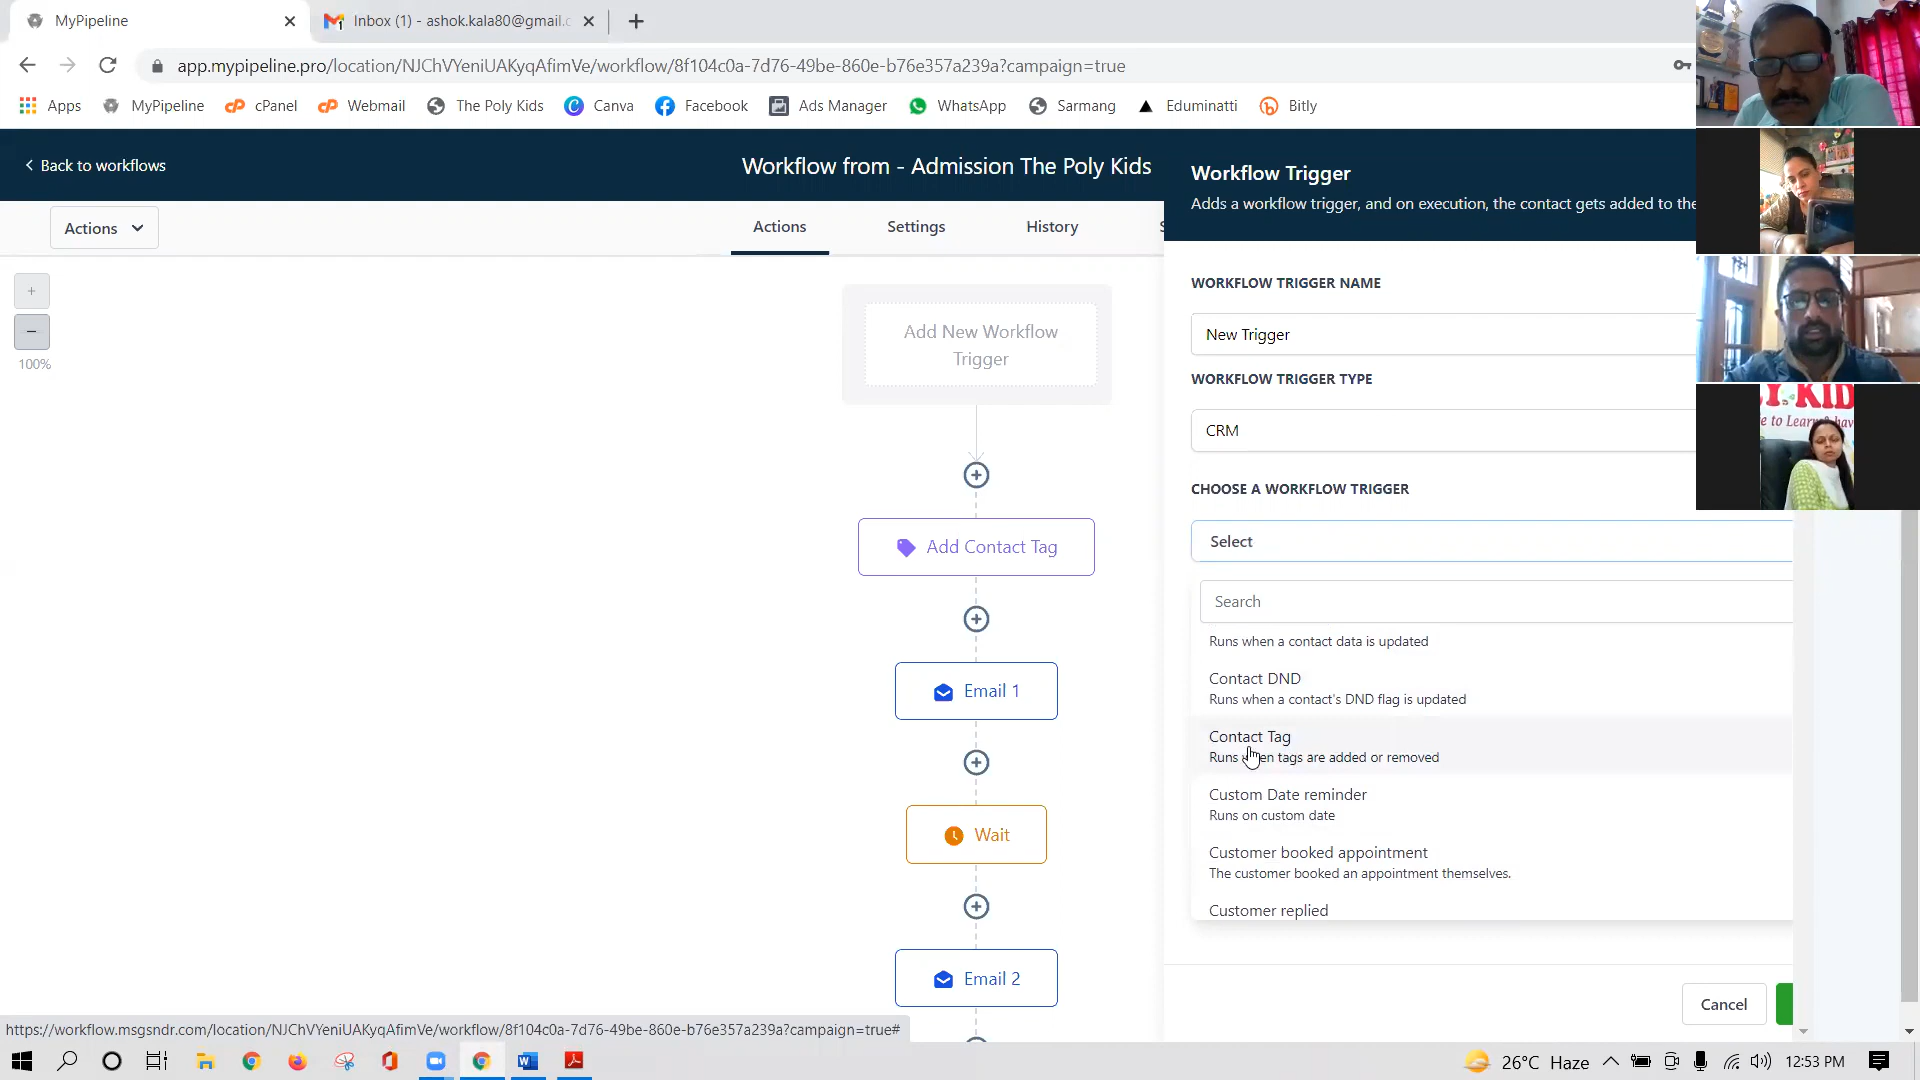 MyPipeline
Inbox (1) - ashok.kala80@gmail.c
app.mypipeline.pro/location/NJChVYeniUAKyqAfimVe/workflow/8f104c0a-7d76-49be-860e-b76e357a239a?campaign=true
Apps MyPipeline cPanel Webmail The Poly Kids Canva Facebook Ads Manager WhatsApp Sarmang Eduminatti Bitly
Back to workflows
Workflow from - Admission The Poly Kids
Workflow Trigger
Adds a workflow trigger, and on execution, the contact gets added to the
Actions
Actions Settings History
100%
Add New Workflow
Trigger
Add Contact Tag
Email 1
Wait
Email 2
WORKFLOW TRIGGER NAME
New Trigger
WORKFLOW TRIGGER TYPE
CRM
CHOOSE A WORKFLOW TRIGGER
Select
Search
Runs when a contact data is updated
Contact DND
Runs when a contact's DND flag is updated
Contact Tag
Runs when tags are added or removed
Custom Date reminder
Runs on custom date
Customer booked appointment
The customer booked an appointment themselves.
Customer replied
Cancel
https://workflow.msgsndr.com/location/NJChVYeniUAKyqAfimVe/workflow/8f104c0a-7d76-49be-860e-b76e357a239a?campaign=true#
26°C Haze
12:53 PM
Y KID
e to Learn
hav